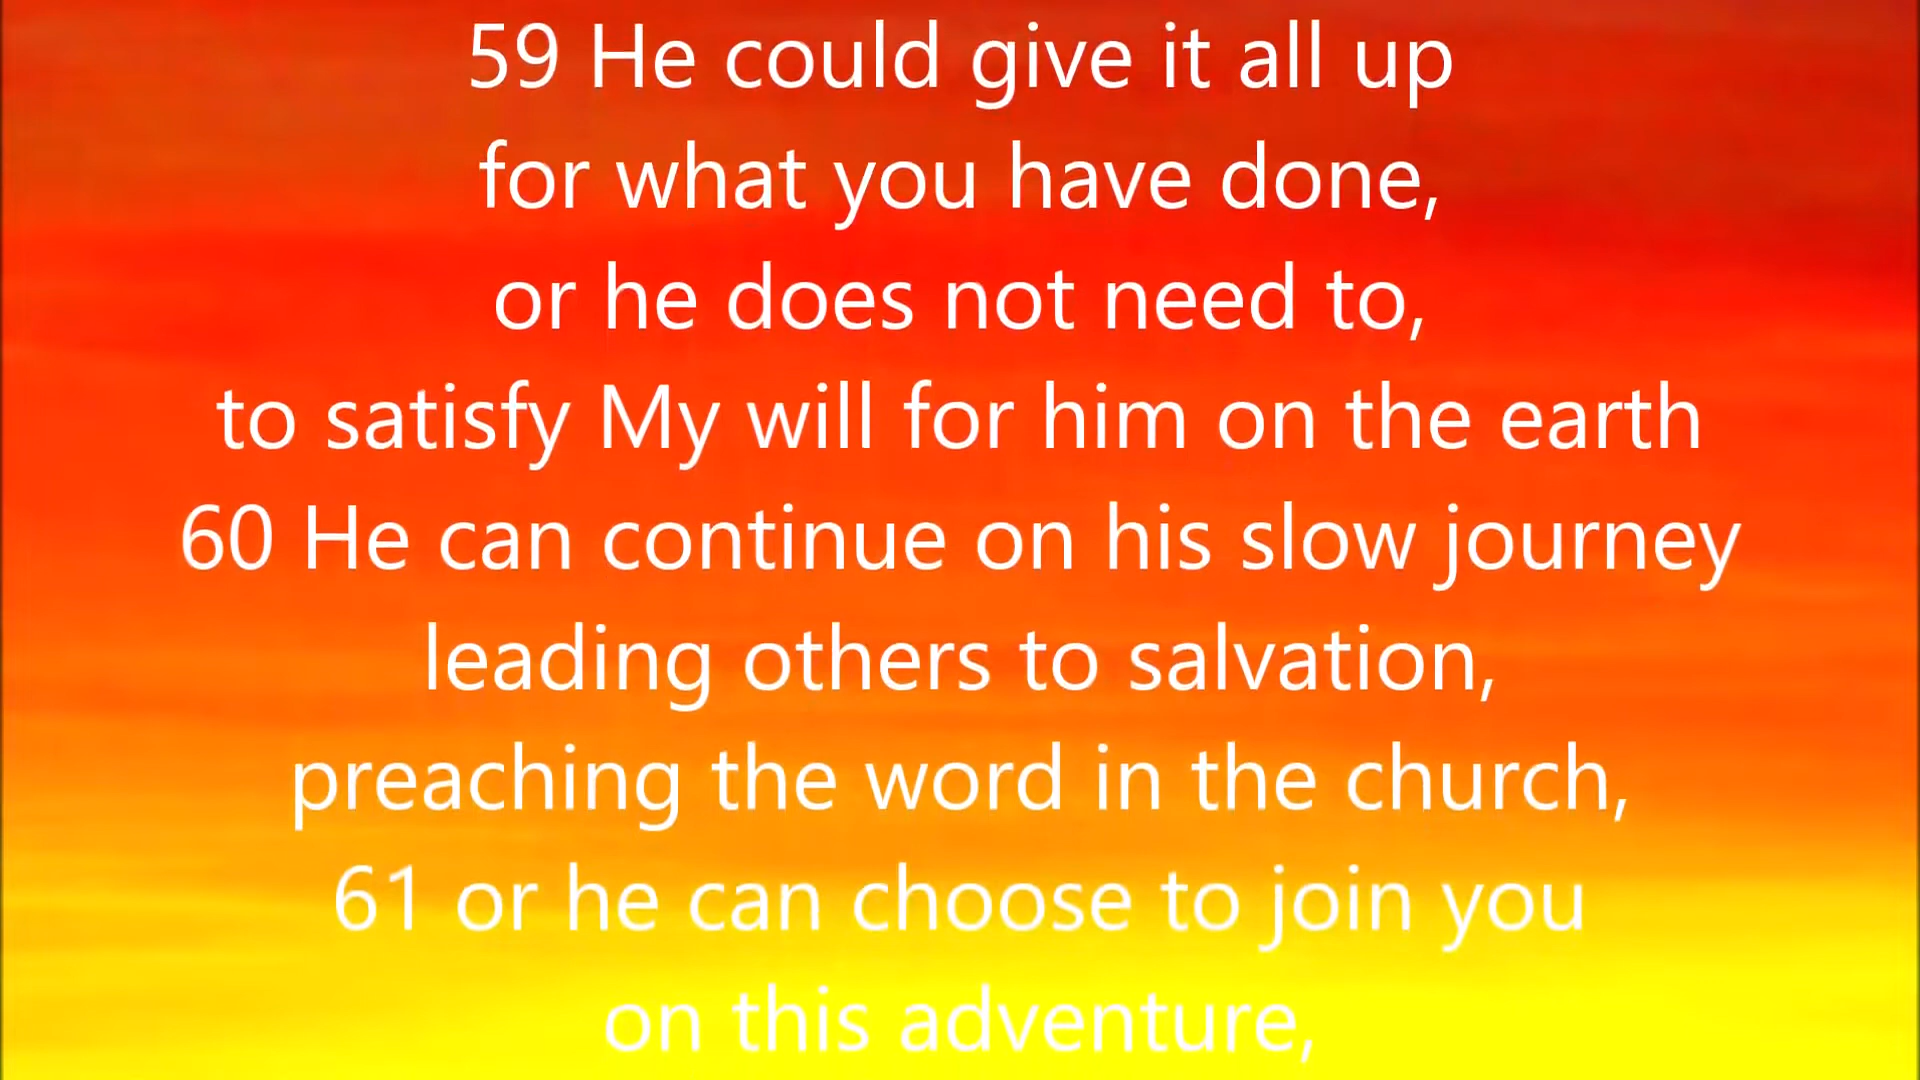 59 He could give it all up
for what you have done,
or he does not need to,
to satisfy My will for him on the earth
60 He can continue on his slow journey
leading others to salvation,
preaching the word in the church,
61 or he can choose to join you
on this adventure,